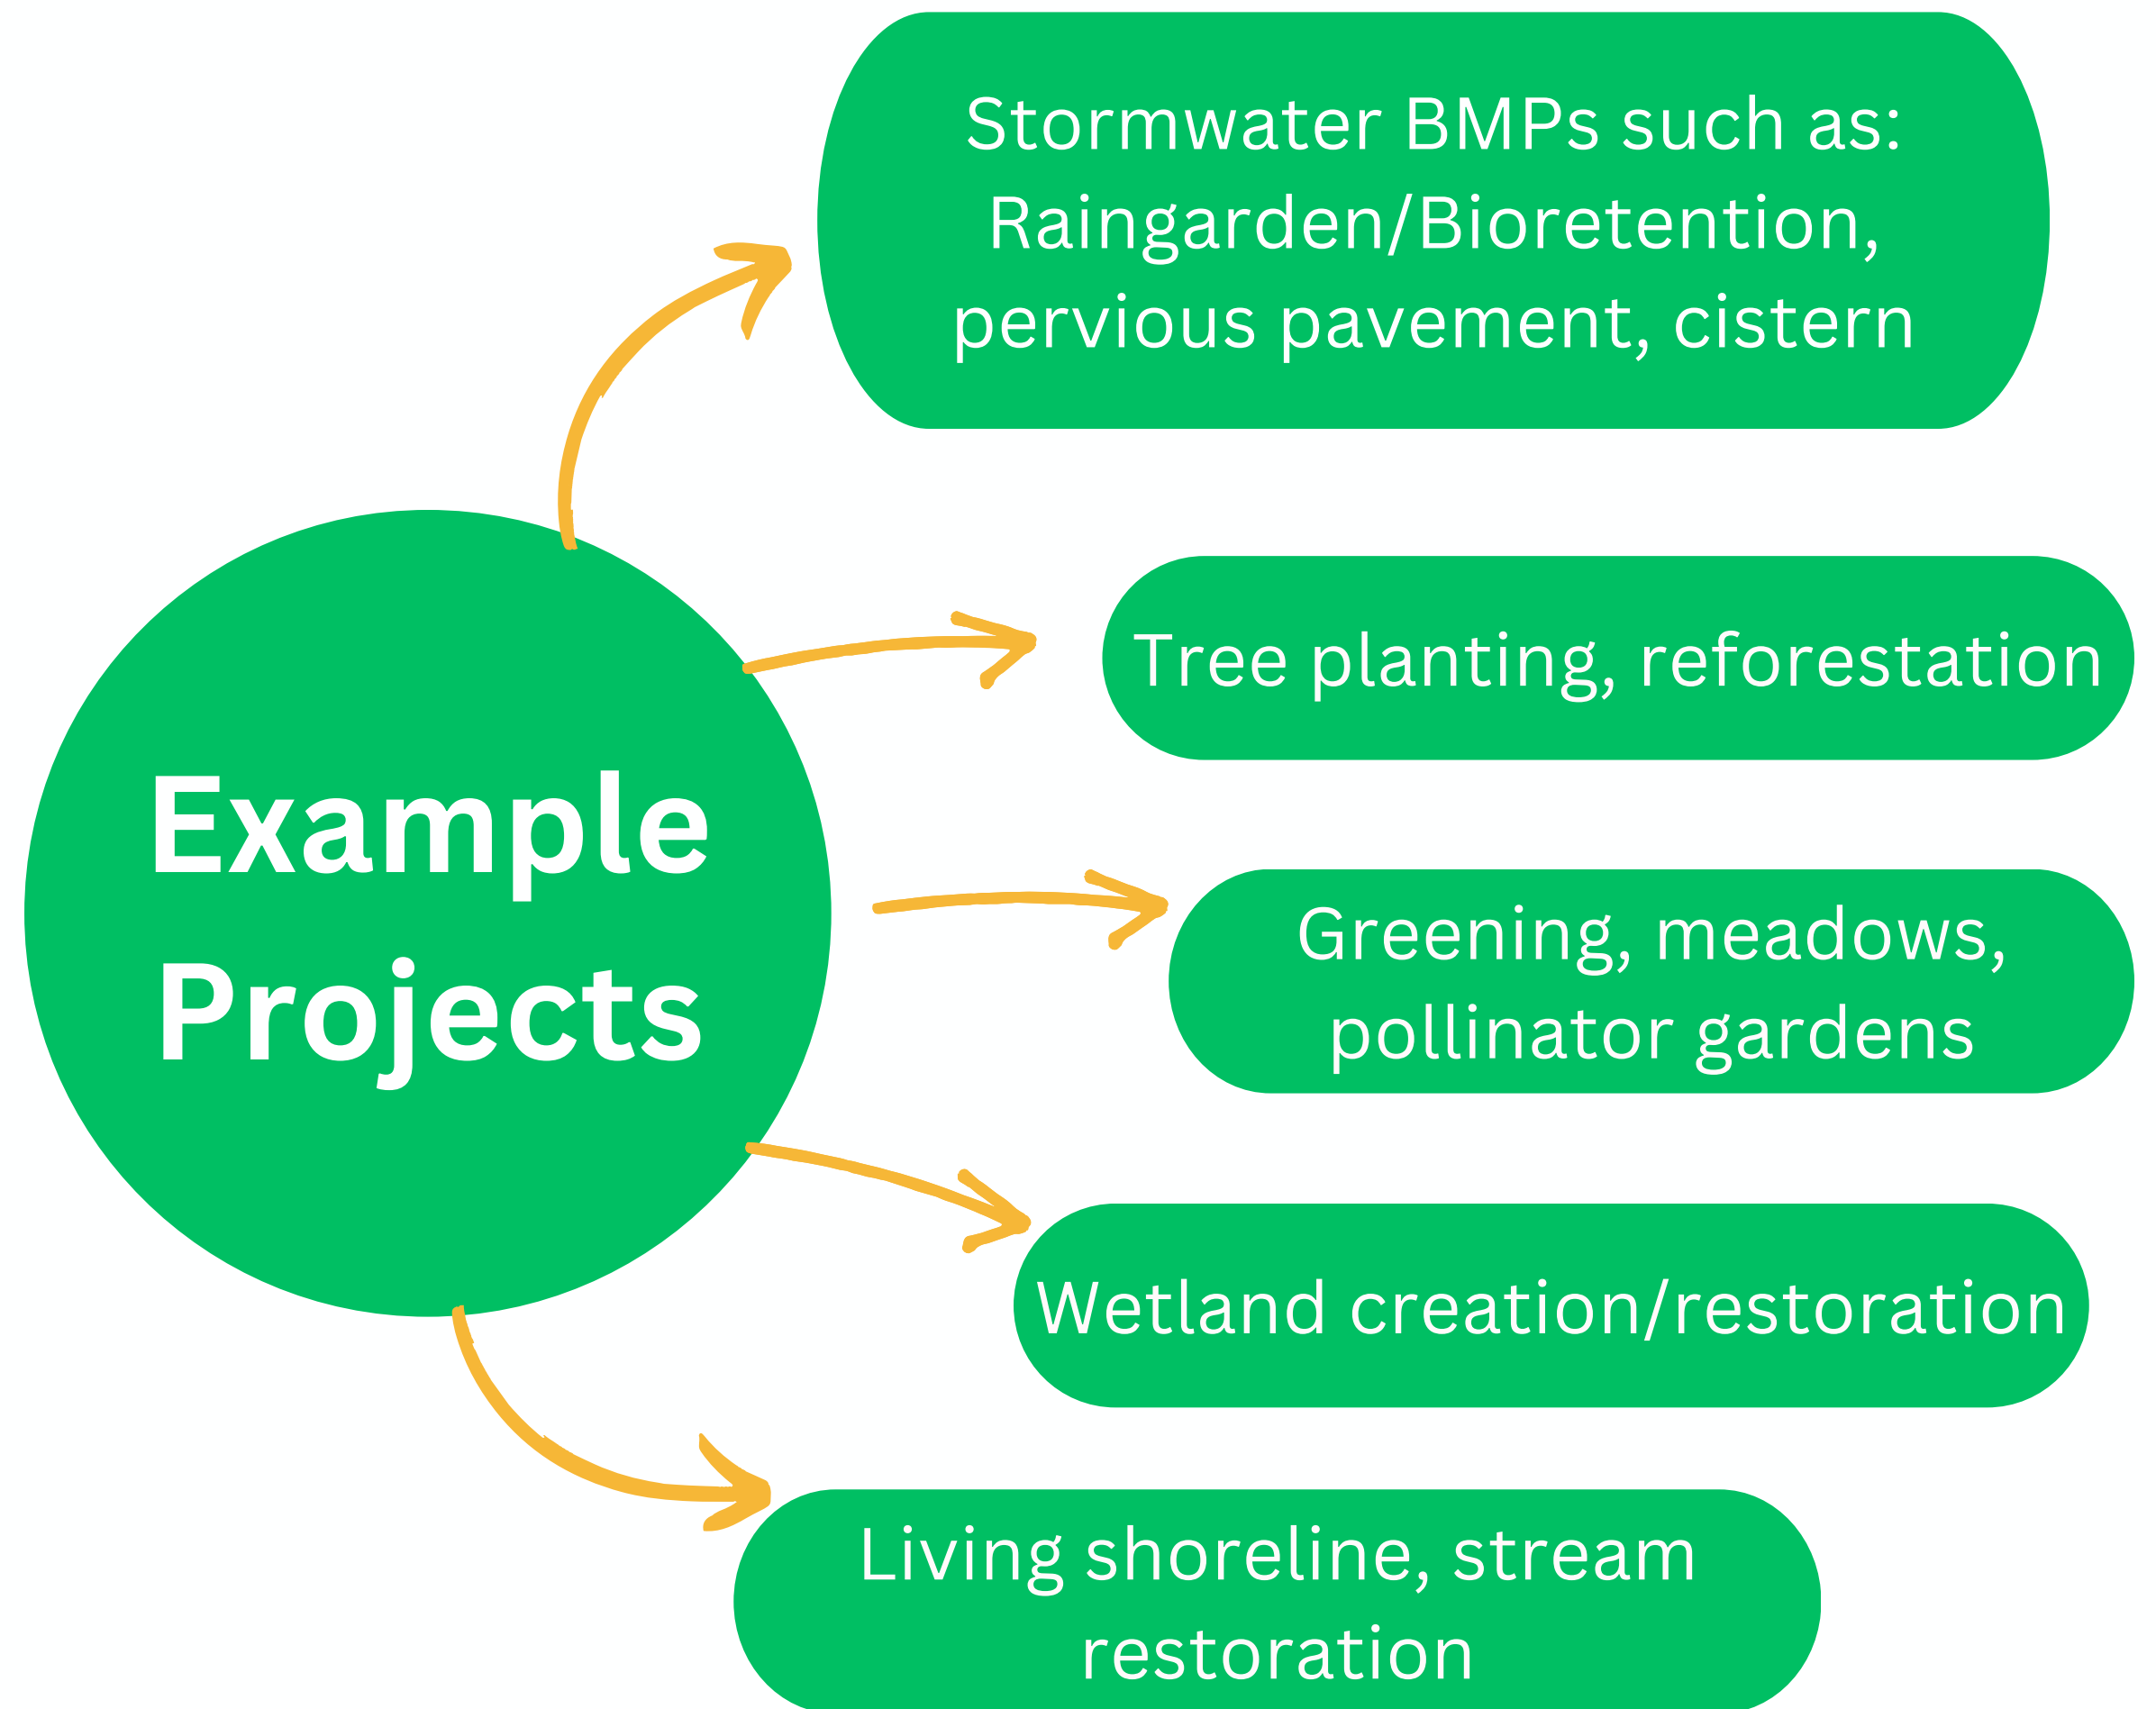 Example
Projects
Stormwater BMPs such as:
Raingarden/Bioretention,
pervious pavement, cistern
Tree planting, reforestation
Greening, meadows,
pollinator gardens
Wetland creation/restoration
Living shoreline, stream
restoration